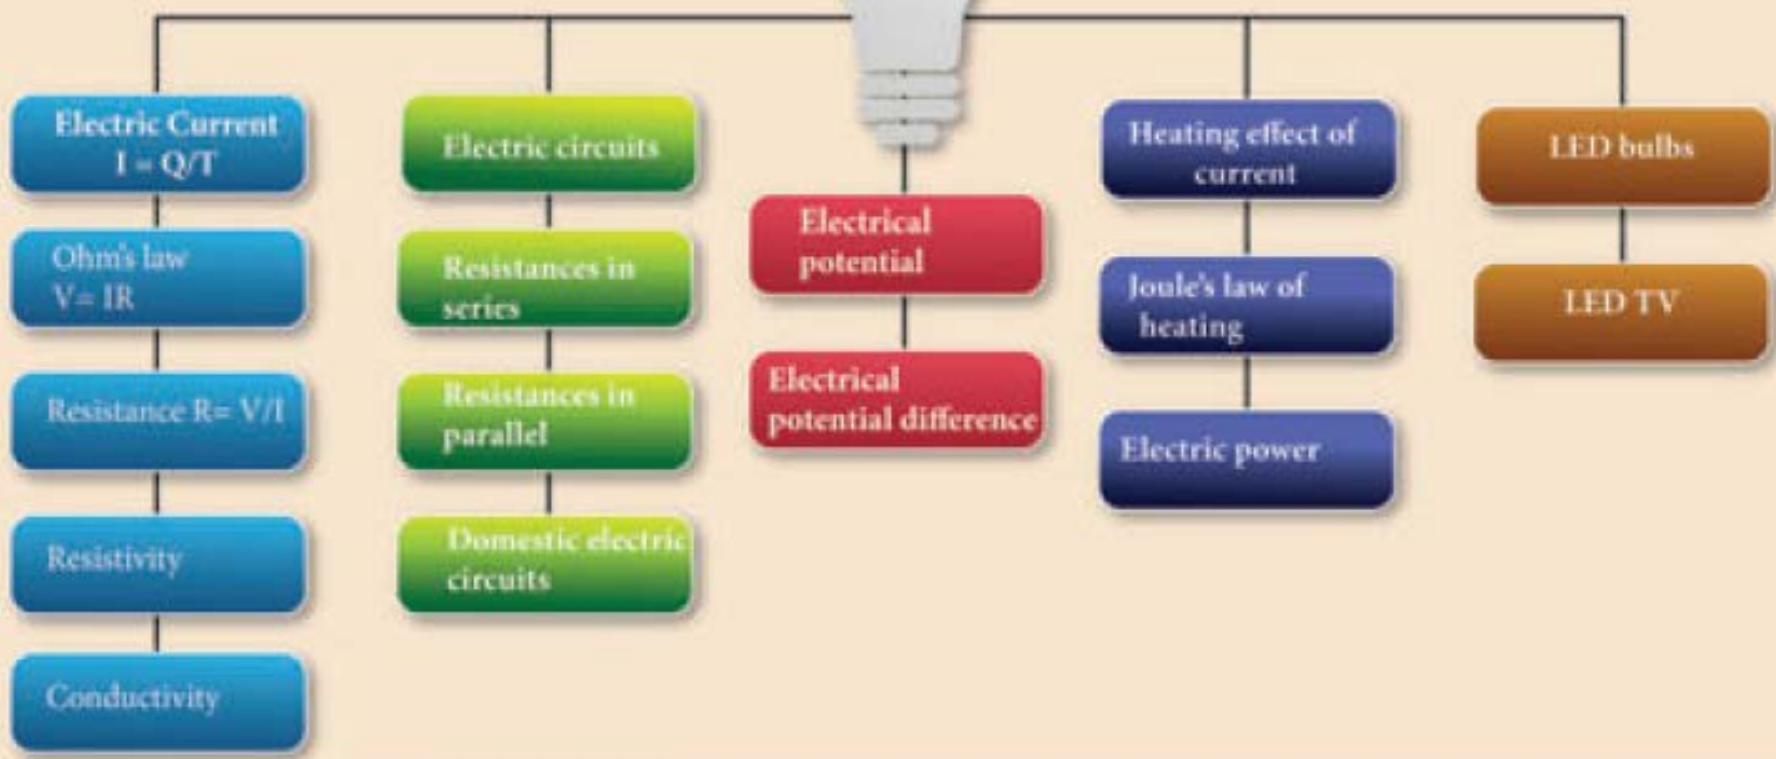 Electric Current
I = Q/T
Ohm's law
V= IR
Resistance R= V/I
Resistivity
Conductivity
Electric circuits
Resistances in
series
Resistances in
parallel
Domestic electric
circuits
Electrical
potential
Electrical
potential difference
Heating effect of
current
Joule's law of
heating
Electric power
LED bulbs
LED TV